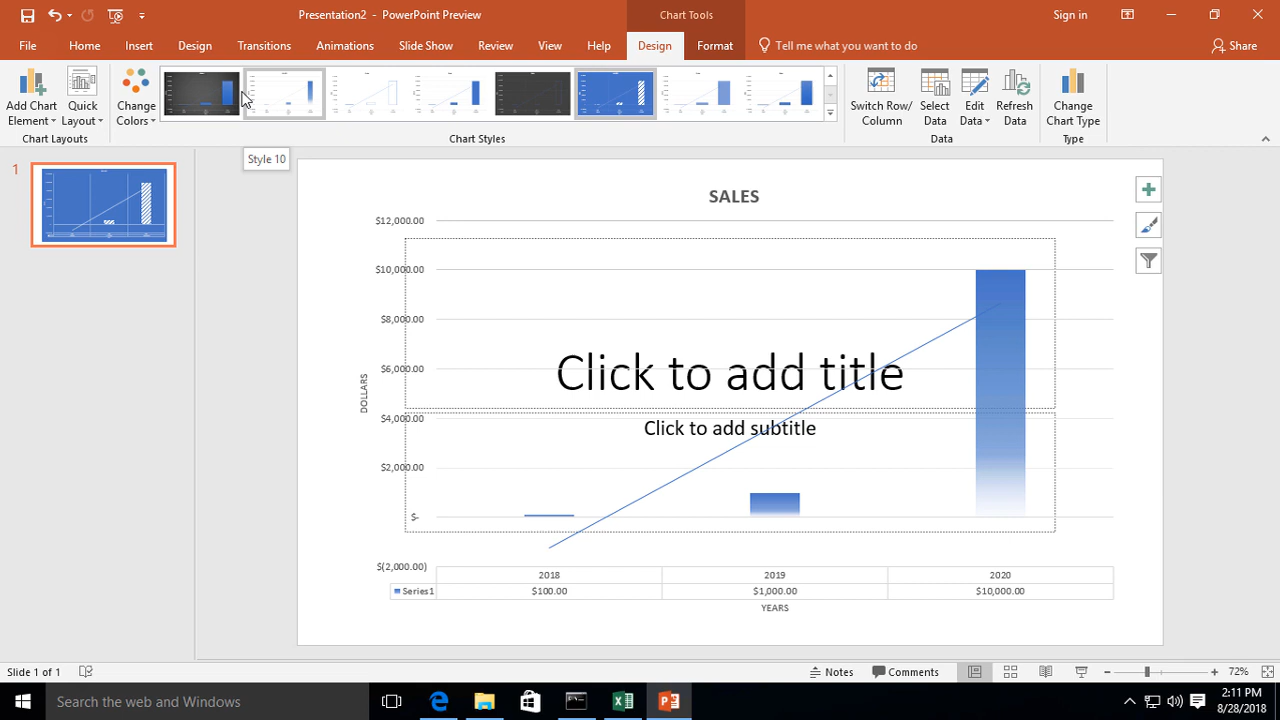 Presentation2 - PowerPoint Preview
Chart Tools
Sign in
File
Home
Insert
Design
Transitions
Animations
Slide Show
Review
View
Help
Design
Format
Tell me what you want to do
Share
Add Chart
Element
Quick
Layout
Change
Colors
Switch Row/
Column
Select
Data
Edit
Data
Refresh
Data
Change
Chart Type
Chart Layouts
Chart Styles
Data
Type
Style 10
1
SALES
$12,000.00
$10,000.00
$8,000.00
$6,000.00
$4,000.00
$2,000.00
$-
$(2,000.00)
DOLLARS
Click to add title
Click to add subtitle
2018
2019
2020
Series1
$100.00
$1,000.00
$10,000.00
YEARS
Slide 1 of 1
Notes
Comments
72%
Search the web and Windows
2:11 PM
8/28/2018